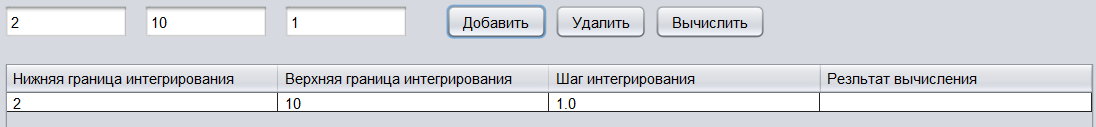 2 10 1 Добавить Удалить Вычислить
Нижняя граница интегрирования Верхняя граница интегрирования Шаг интегрирования Резльтат вычисления
2 10 1.0